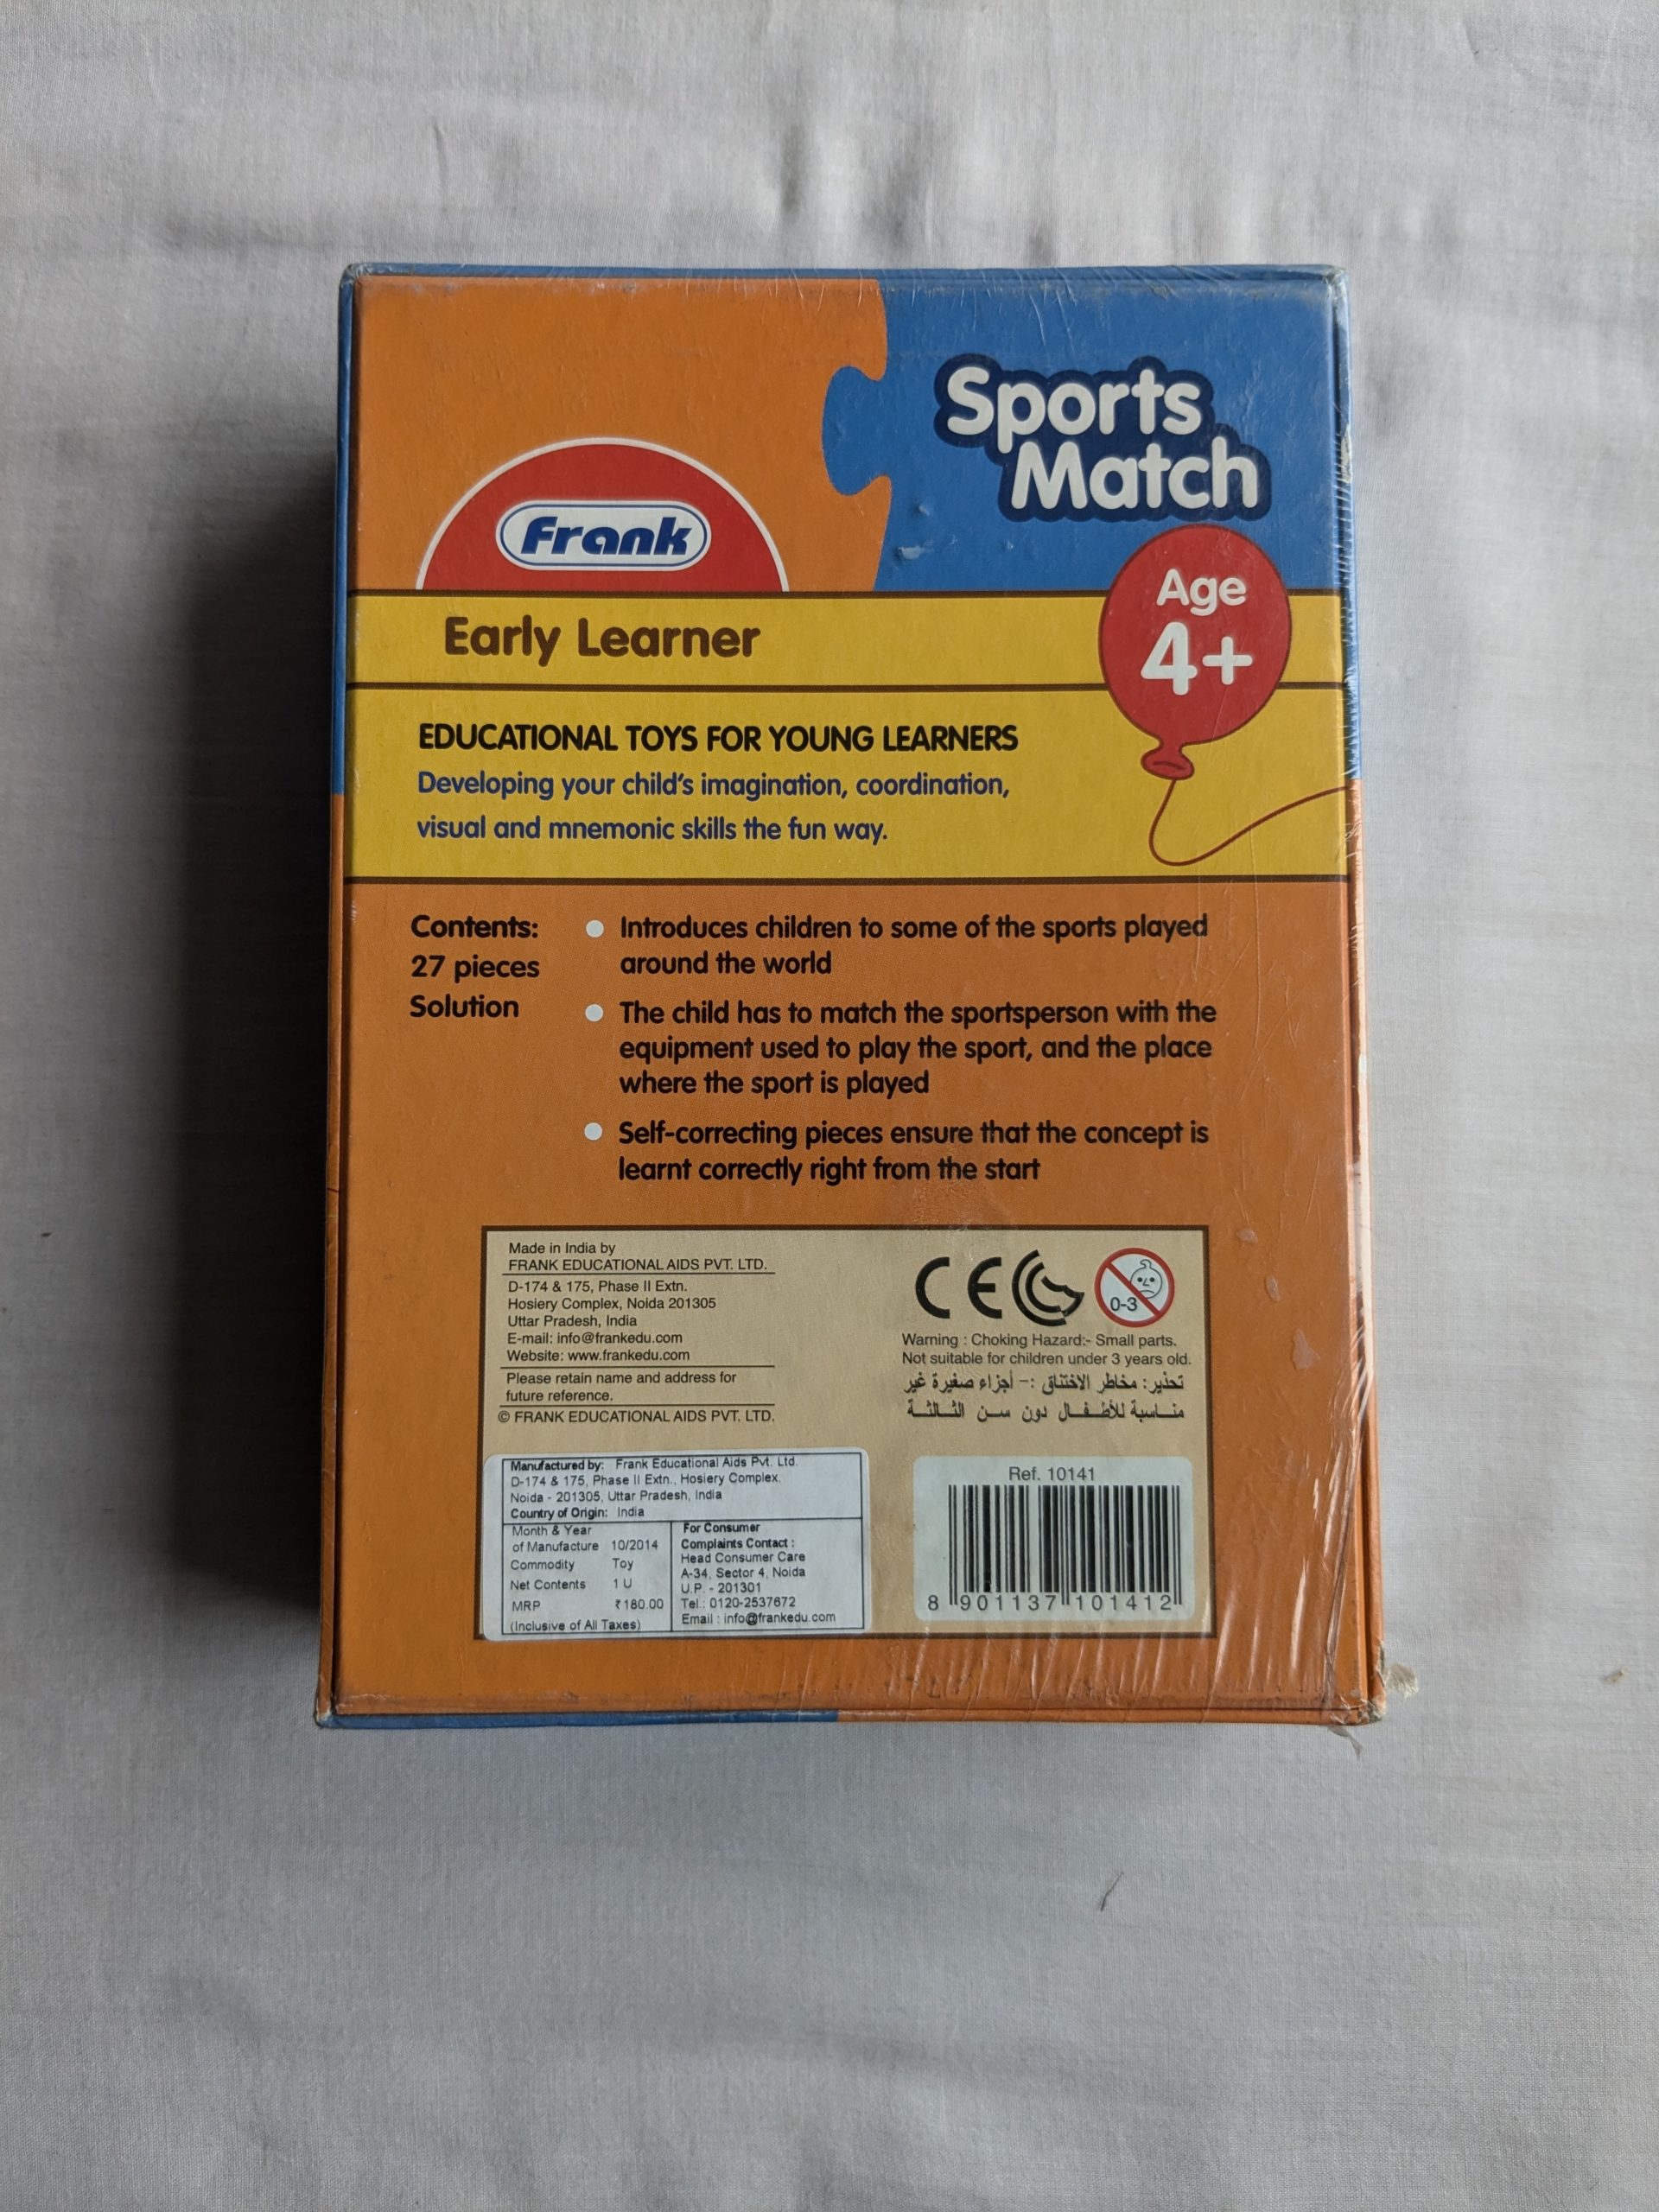 Sports
Match
Frank
Age
4+
Early Learner
EDUCATIONAL TOYS FOR YOUNG LEARNERS
Developing your child's imagination, coordination,
visual and mnemonic skills the fun way.
Contents:
27 pieces
Solution
Introduces children to some of the sports played
around the world
The child has to match the sportsperson with the
equipment used to play the sport, and the place
where the sport is played
Self-correcting pieces ensure that the concept is
learnt correctly right from the start
Made in India by
FRANK EDUCATIONAL AIDS PVT. LTD.
D-174 & 175, Phase II Extn.
Hosiery Complex, Noida 201305
Uttar Pradesh, India
E-mail: info@frankedu.com
Website: www.frankedu.com
Please retain name and address for
future reference.
© FRANK EDUCATIONAL AIDS PVT. LTD.
CE
0-3
Warning : Choking Hazard:- Small parts.
Not suitable for children under 3 years old.
تحذير: مخاطر الاختناق :- أجزاء صغيرة غير
مناسبة للأطفال دون سن الثالثة
Manufactured by: Frank Educational Aids Pvt. Ltd.
D-174 & 175, Phase II Extn., Hosiery Complex,
Noida - 201305, Uttar Pradesh, India
Country of Origin: India
Month & Year
of Manufacture 10/2014
Commodity Toy
Net Contents 1 U
MRP ₹180.00
(Inclusive of All Taxes)
For Consumer
Complaints Contact :
Head Consumer Care
A-34, Sector 4, Noida
U.P. - 201301
Tel.: 0120-2537672
Email : info@frankedu.com
Ref. 10141
8 901137 101412